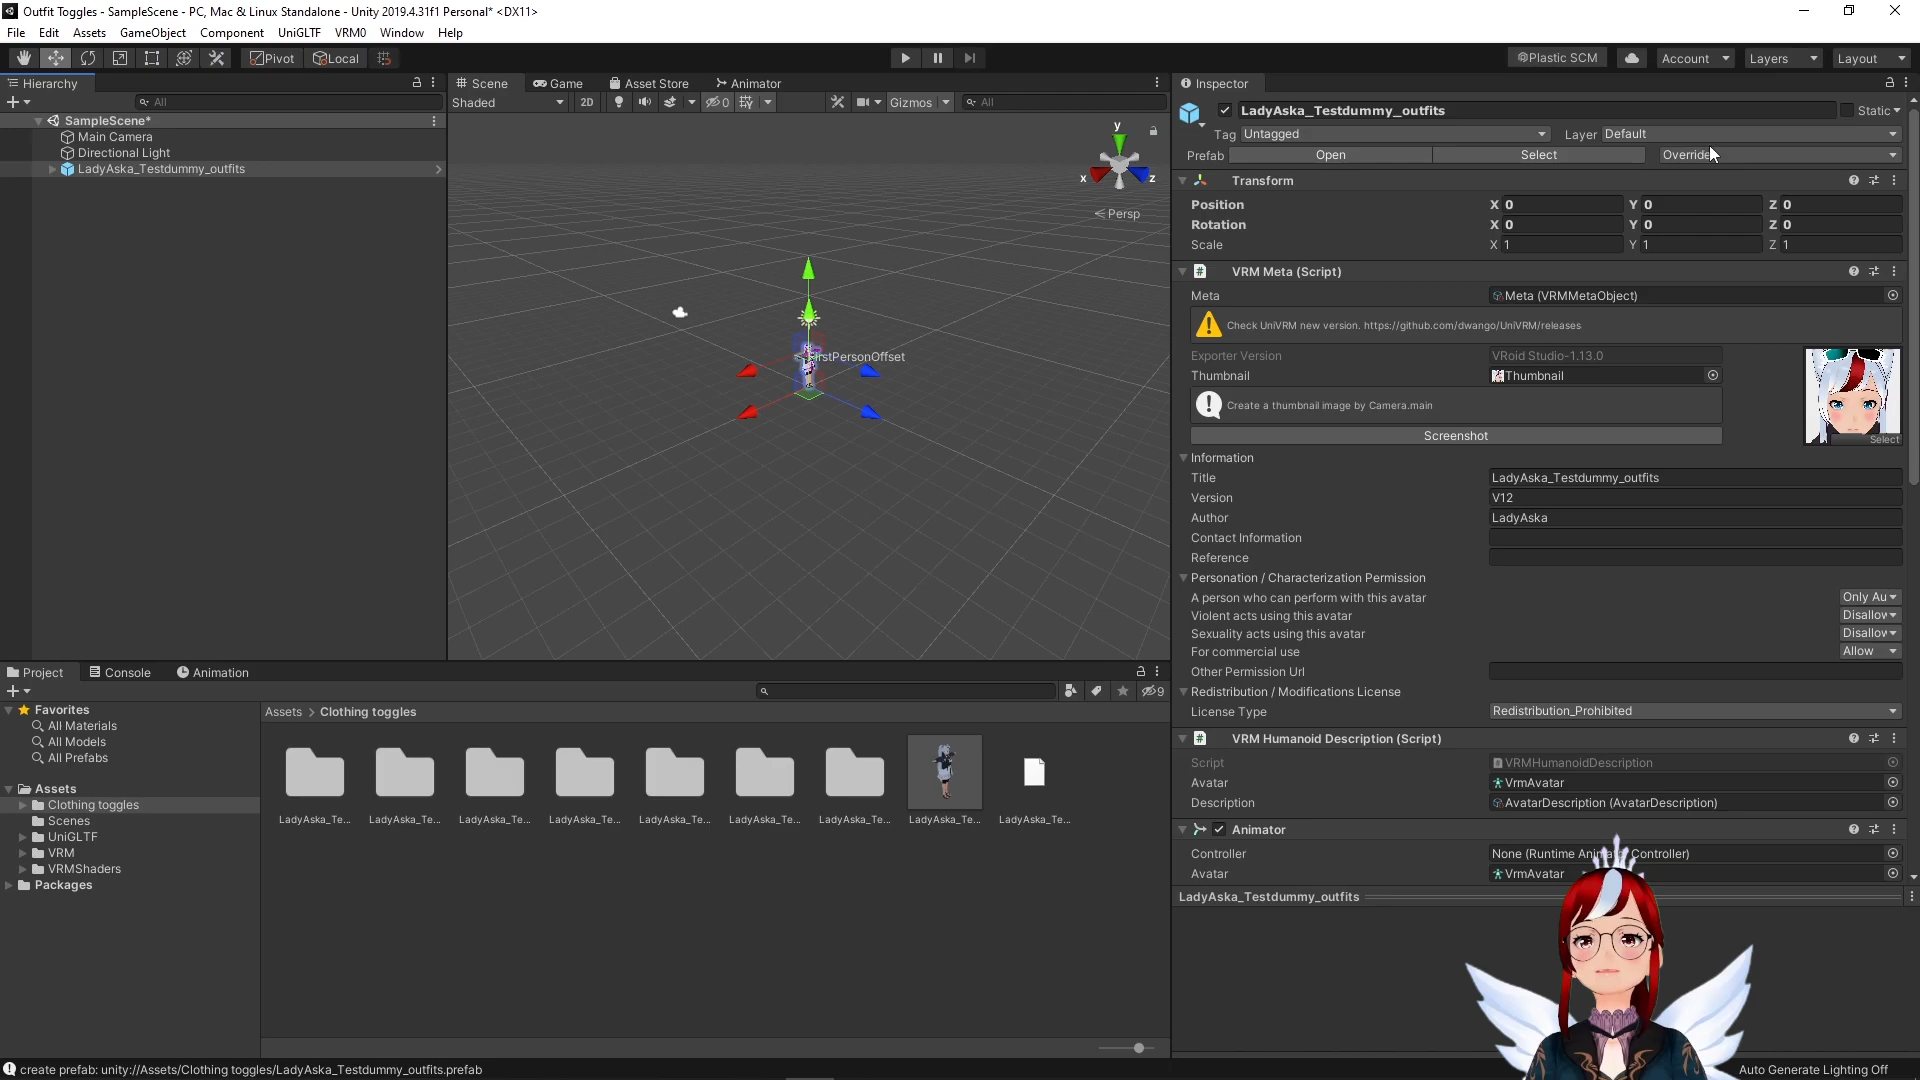 Outfit Toggles - SampleScene - PC, Mac & Linux Standalone - Unity 2019.4.31f1 Personal* <DX11>
File Edit Assets GameObject Component UniGLTF VRM0 Window Help
Pivot Local Plastic SCM Account Layers Layout
Hierarchy
All
SampleScene*
Main Camera
Directional Light
LadyAska_Testdummy_outfits
Scene Game Asset Store Animator
Shaded 2D 0 Gizmos All
y
x z
Persp
FirstPersonOffset
Inspector
LadyAska_Testdummy_outfits Static
Tag Untagged Layer Default
Prefab Open Select Overrides
Transform
Position X 0 Y 0 Z 0
Rotation X 0 Y 0 Z 0
Scale X 1 Y 1 Z 1
VRM Meta (Script)
Meta Meta (VRMMetaObject)
Check UniVRM new version. https://github.com/dwango/UniVRM/releases
Exporter Version VRoid Studio-1.13.0
Thumbnail Thumbnail
Create a thumbnail image by Camera.main
Select
Screenshot
Information
Title LadyAska_Testdummy_outfits
Version V12
Author LadyAska
Contact Information
Reference
Personation / Characterization Permission
A person who can perform with this avatar Only Au
Violent acts using this avatar Disallow
Sexuality acts using this avatar Disallow
For commercial use Allow
Other Permission Url
Redistribution / Modifications License
License Type Redistribution_Prohibited
VRM Humanoid Description (Script)
Script VRMHumanoidDescription
Avatar VrmAvatar
Description AvatarDescription (AvatarDescription)
Animator
Controller None (Runtime Animator Controller)
Avatar VrmAvatar
LadyAska_Testdummy_outfits
Project Console Animation
9
Favorites
All Materials
All Models
All Prefabs
Assets
Clothing toggles
Scenes
UniGLTF
VRM
VRMShaders
Packages
Assets > Clothing toggles
LadyAska_Te... LadyAska_Te... LadyAska_Te... LadyAska_Te... LadyAska_Te... LadyAska_Te... LadyAska_Te... LadyAska_Te... LadyAska_Te...
create prefab: unity://Assets/Clothing toggles/LadyAska_Testdummy_outfits.prefab
Auto Generate Lighting Off